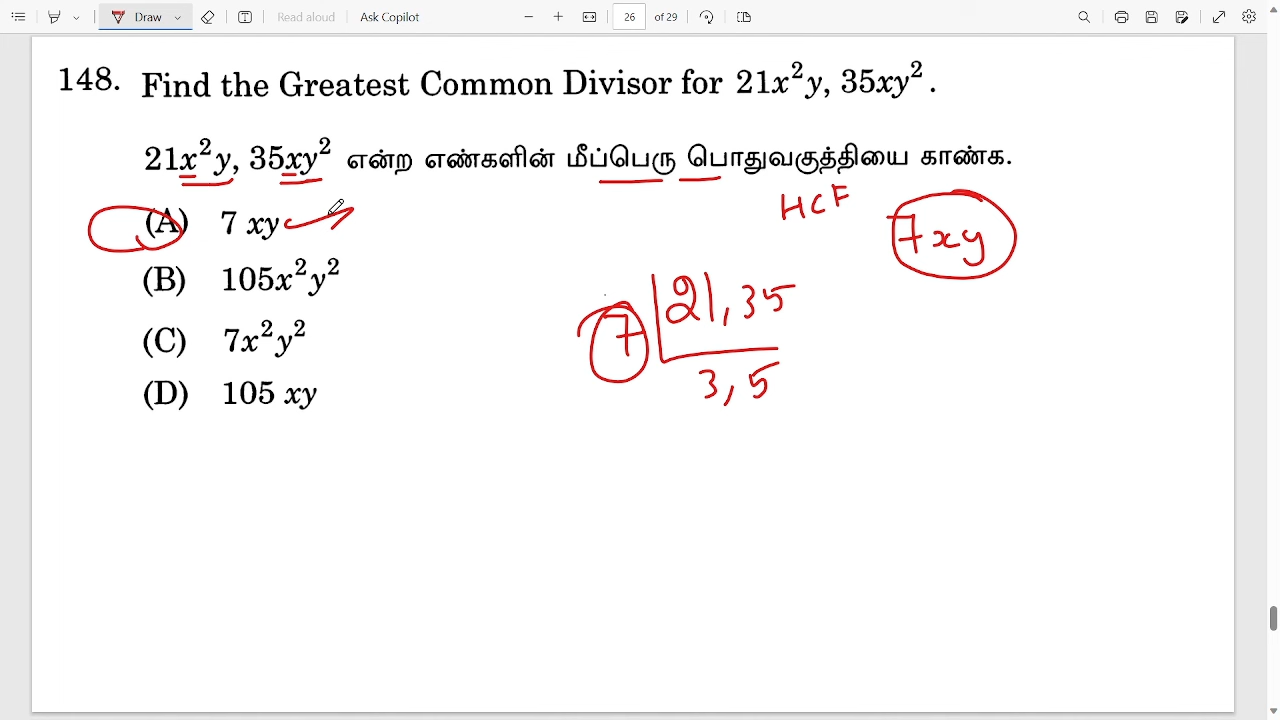 Draw Read aloud Ask Copilot 26 of 29
148. Find the Greatest Common Divisor for 21x²y, 35xy².
21x²y, 35xy² என்ற எண்களின் மீப்பெரு பொதுவகுத்தியை காண்க.
HCF
(A) 7 xy
7xy
(B) 105x²y²
7 21, 35
(C) 7x²y²
3, 5
(D) 105 xy